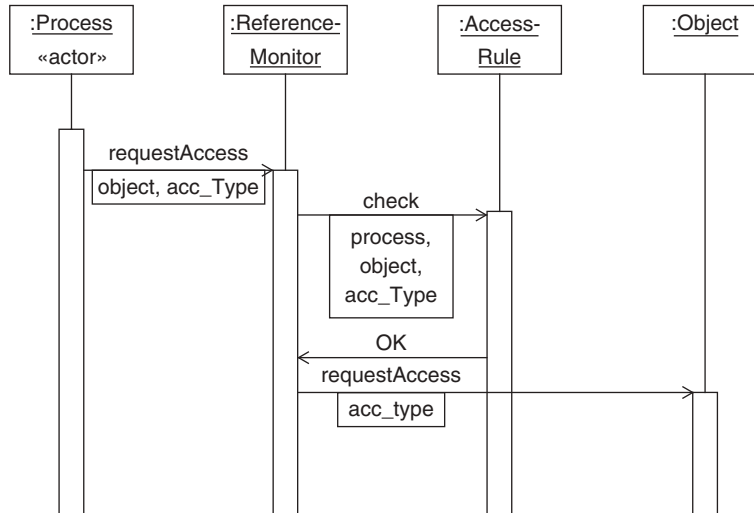 :Process
«actor»
:Reference-
Monitor
:Access-
Rule
:Object
requestAccess
object, acc_Type
check
process,
object,
acc_Type
OK
requestAccess
acc_type